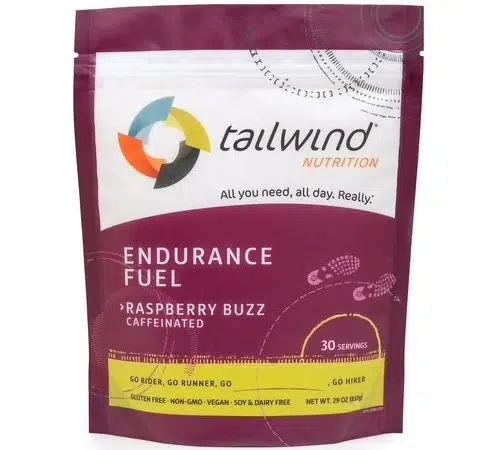 tailwind
NUTRITION
All you need, all day. Really.
ENDURANCE
FUEL
›RASPBERRY BUZZ
CAFFEINATED
30 SERVINGS
GO RIDER, GO RUNNER, GO , GO HIKER
GLUTEN FREE · NON-GMO · VEGAN · SOY & DAIRY FREE NET WT. 29 OZ (810g)